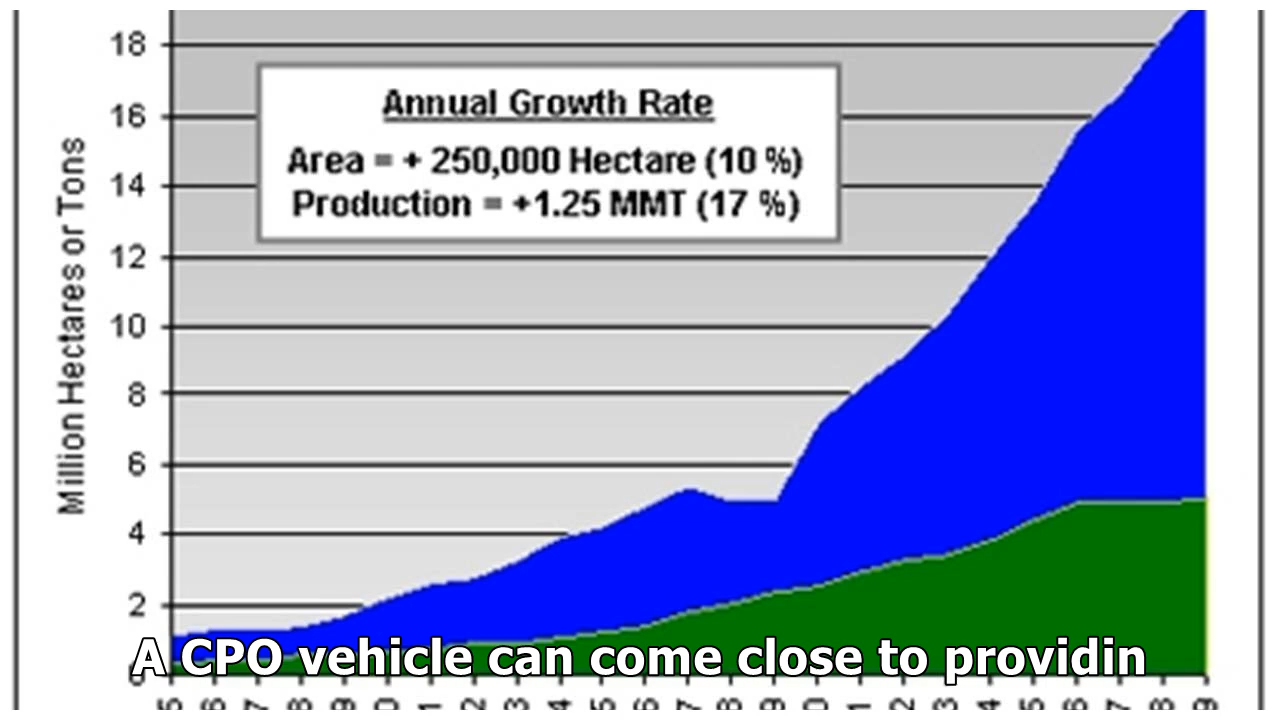 18
Annual Growth Rate
16
Area = + 250,000 Hectare (10 %)
14
Production = +1.25 MMT (17 %)
12
10
8
6
4
2
Million Hectares or Tons
A CPO vehicle can come close to providin